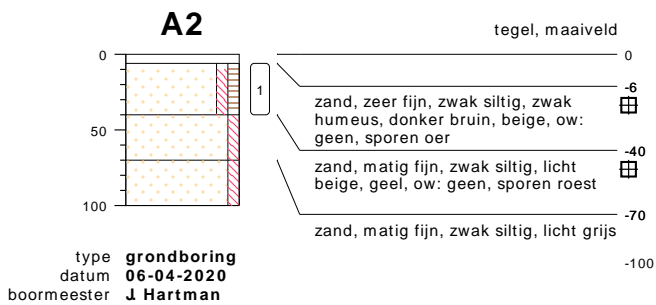 A2
tegel, maaiveld
0
0
-6
1
zand, zeer fijn, zwak siltig, zwak
humeus, donker bruin, beige, ow:
geen, sporen oer
50
-40
zand, matig fijn, zwak siltig, licht
beige, geel, ow: geen, sporen roest
100
-70
zand, matig fijn, zwak siltig, licht grijs
-100
type grondboring
datum 06-04-2020
boormeester J Hartman